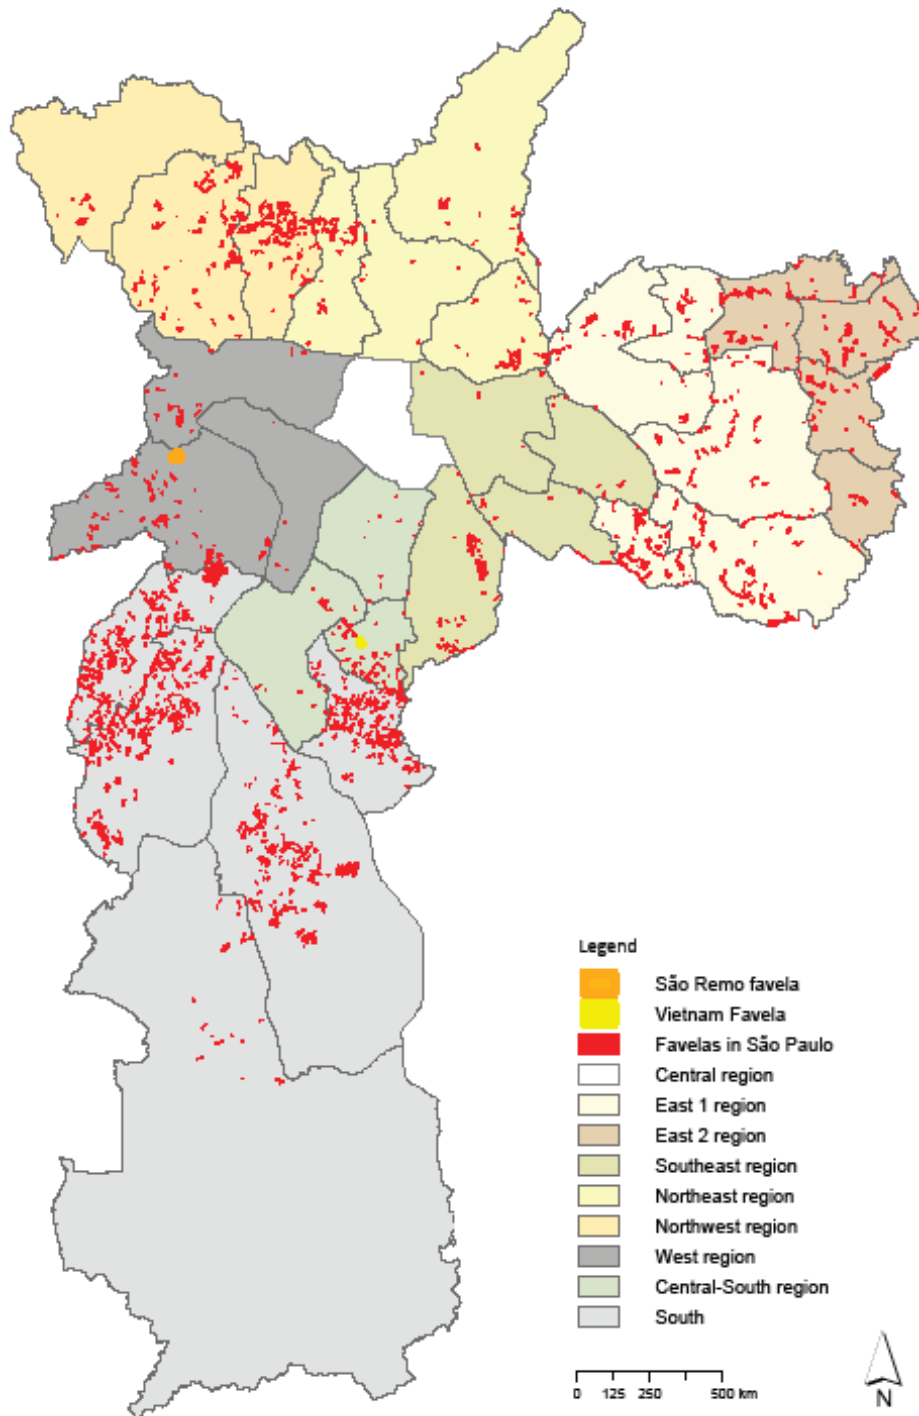 Legend
São Remo favela
Vietnam Favela
Favelas in São Paulo
Central region
East 1 region
East 2 region
Southeast region
Northeast region
Northwest region
West region
Central-South region
South
0 125 250 500 km
N